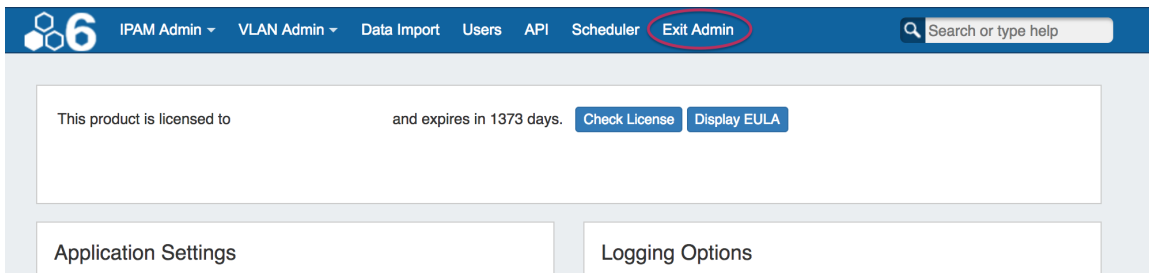 6 IPAM Admin VLAN Admin Data Import Users API Scheduler Exit Admin Search or type help
This product is licensed to and expires in 1373 days. Check License Display EULA
Application Settings Logging Options